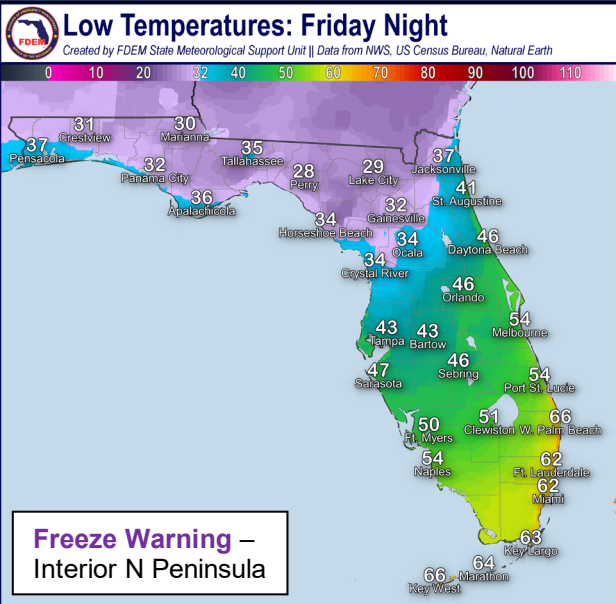 FDEM
Low Temperatures: Friday Night
Created by FDEM State Meteorological Support Unit || Data from NWS, US Census Bureau, Natural Earth
0 10 20 32 40 50 60 70 80 90 100 110
31
Crestview
30
Marianna
37
Pensacola
35
Tallahassee
37
Jacksonville
32
Panama City
28
Perry
29
Lake City
41
St. Augustine
36
Apalachicola
32
Gainesville
34
Horseshoe Beach
34
Ocala
46
Daytona Beach
34
Crystal River
46
Orlando
54
Melbourne
43
Tampa
43
Bartow
46
Sebring
47
Sarasota
54
Port St. Lucie
50
Ft. Myers
51
Clewiston
66
W. Palm Beach
54
Naples
62
Ft. Lauderdale
62
Miami
63
Key Largo
64
Marathon
66
Key West
Freeze Warning –
Interior N Peninsula